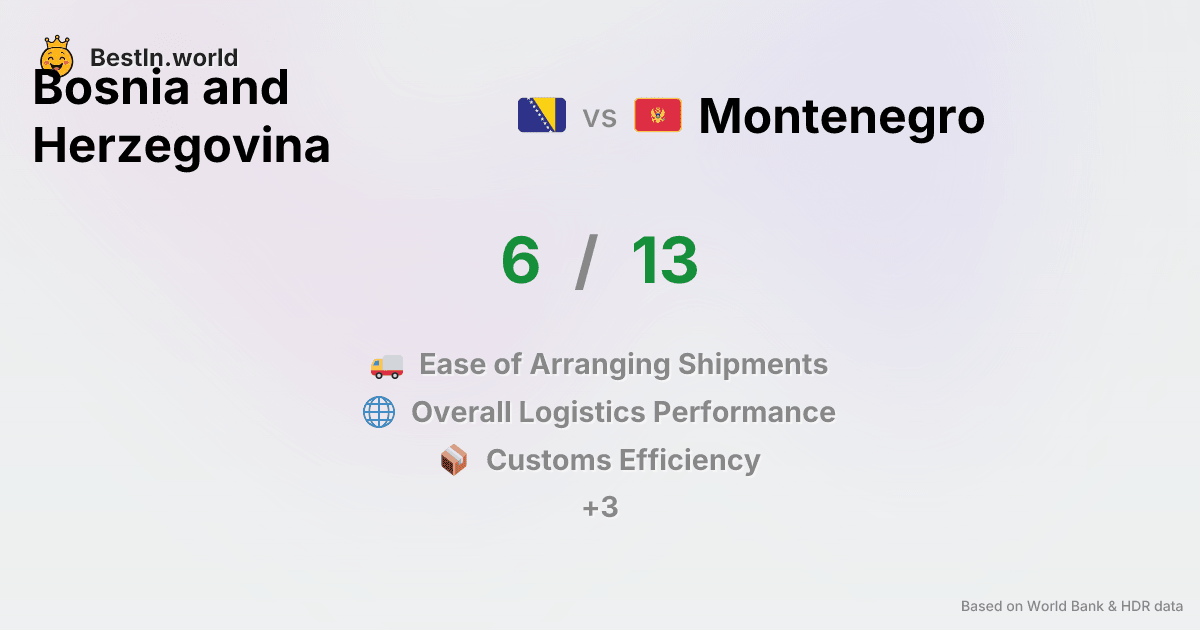 BestIn.world
Bosnia and
Herzegovina
vs
Montenegro
6 / 13
Ease of Arranging Shipments
Overall Logistics Performance
Customs Efficiency
+3
Based on World Bank & HDR data